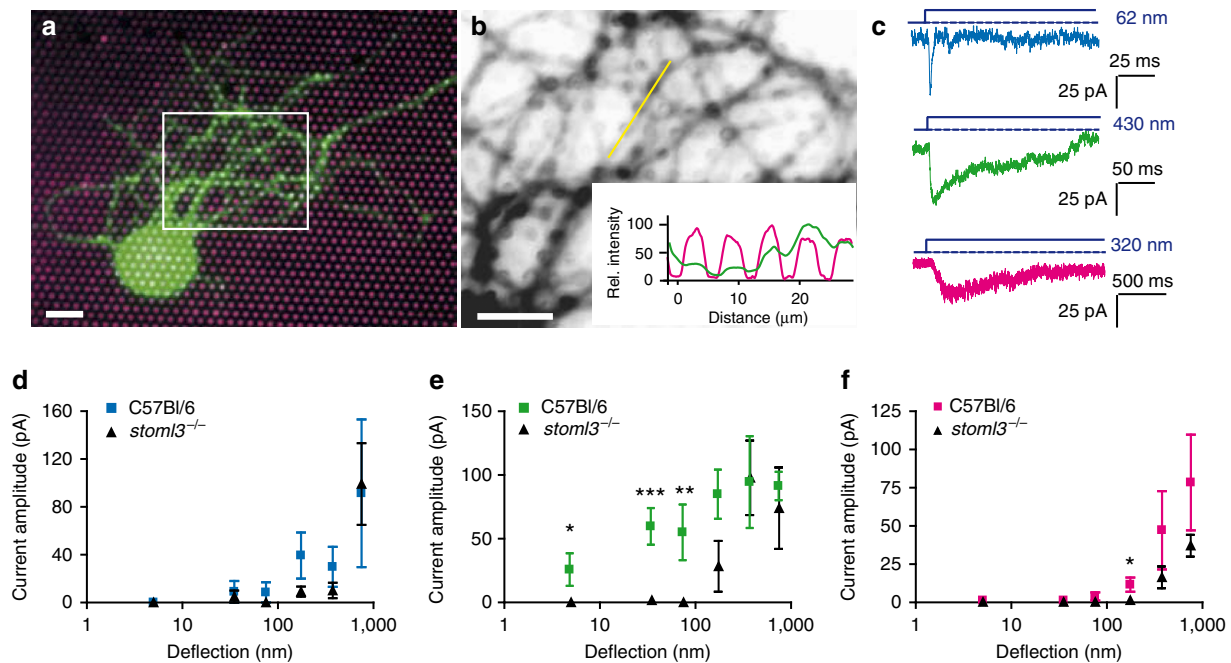 a
b
Rel. intensity
100
50
0
0
10
20
Distance (μm)
c
62 nm
25 ms
25 pA
430 nm
50 ms
25 pA
320 nm
500 ms
25 pA
d
C57Bl/6
stoml3−/−
Current amplitude (pA)
160
120
80
40
0
1
10
100
1,000
Deflection (nm)
e
C57Bl/6
stoml3−/−
Current amplitude (pA)
150
100
50
0
*
***
**
1
10
100
1,000
Deflection (nm)
f
C57Bl/6
stoml3−/−
Current amplitude (pA)
125
100
75
50
25
0
*
1
10
100
1,000
Deflection (nm)